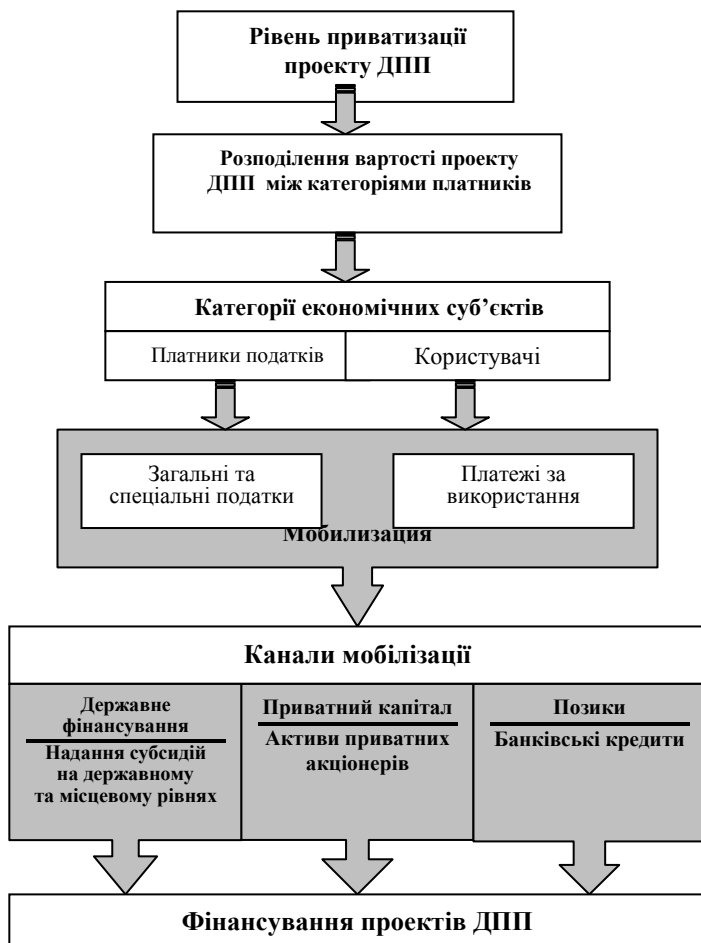 Рівень приватизації
проекту ДПП
Розподілення вартості проекту
ДПП між категоріями платників
Категорії економічних суб’єктів
Платники податків
Користувачі
Загальні та
спеціальні податки
Платежі за
використання
Мобилизация
Канали мобілізації
Державне
фінансування
Надання субсидій
на державному
та місцевому рівнях
Приватний капітал
Активи приватних
акціонерів
Позики
Банківські кредити
Фінансування проектів ДПП